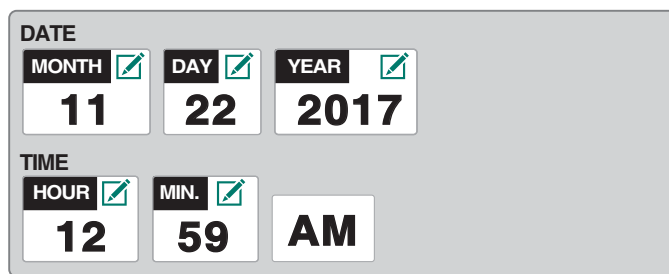 DATE
MONTH DAY YEAR
11 22 2017
TIME
HOUR MIN.
12 59 AM